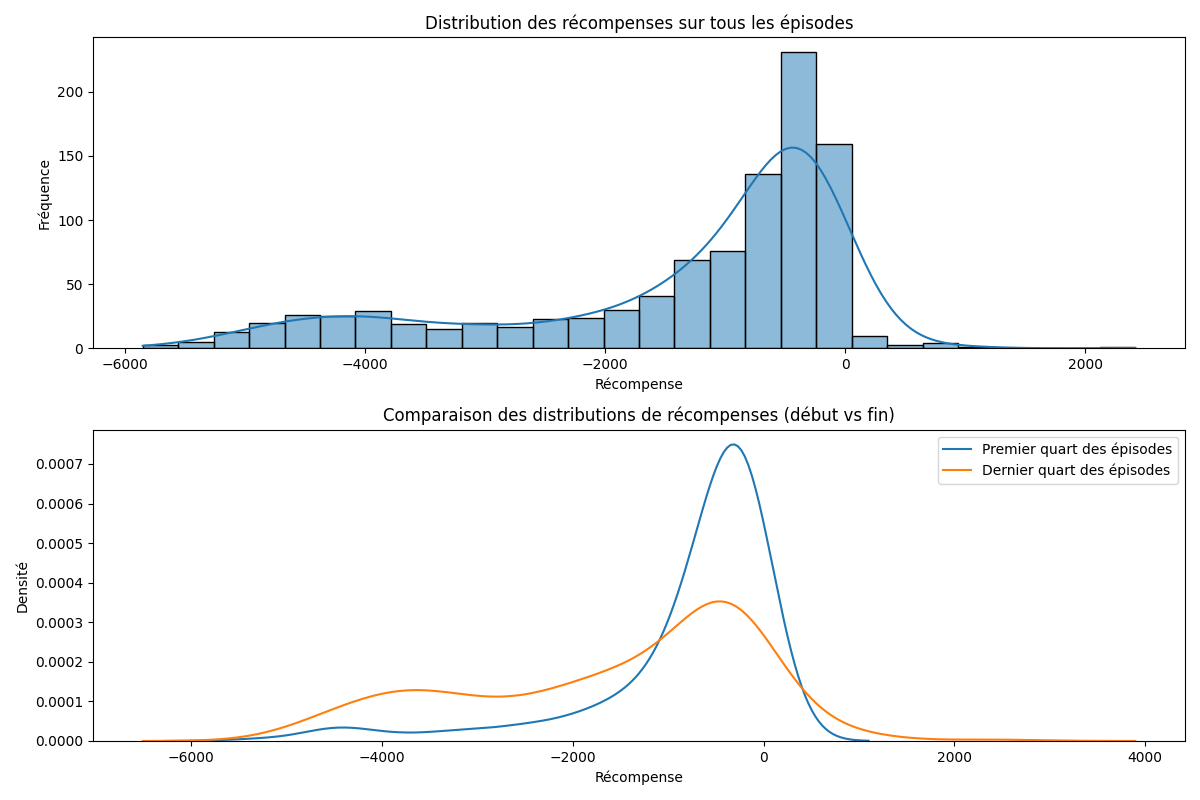 Distribution des récompenses sur tous les épisodes
200
150
100
50
0
Fréquence
−6000 −4000 −2000 0 2000
Récompense
Comparaison des distributions de récompenses (début vs fin)
Premier quart des épisodes
Dernier quart des épisodes
0.0007
0.0006
0.0005
0.0004
0.0003
0.0002
0.0001
0.0000
Densité
−6000 −4000 −2000 0 2000 4000
Récompense